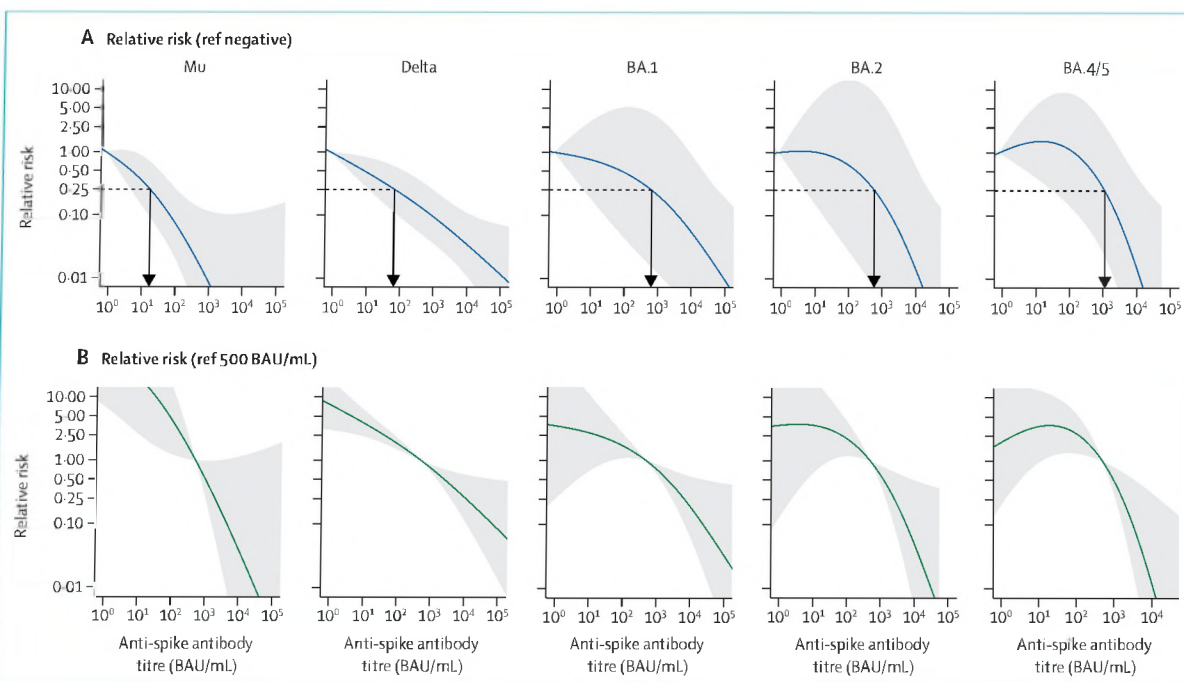 A Relative risk (ref negative)
Mu Delta BA.1 BA.2 BA.4/5
Relative risk
10·00
5·00
2·50
1·00
0·50
0·25
0·10
0·01
10⁰ 10¹ 10² 10³ 10⁴ 10⁵ 10⁰ 10¹ 10² 10³ 10⁴ 10⁵ 10⁰ 10¹ 10² 10³ 10⁴ 10⁵ 10⁰ 10¹ 10² 10³ 10⁴ 10⁵ 10⁰ 10¹ 10² 10³ 10⁴ 10⁵
B Relative risk (ref 500 BAU/mL)
Relative risk
10·00
5·00
2·50
1·00
0·50
0·25
0·10
0·01
10⁰ 10¹ 10² 10³ 10⁴ 10⁵ 10⁰ 10¹ 10² 10³ 10⁴ 10⁵ 10⁰ 10¹ 10² 10³ 10⁴ 10⁵ 10⁰ 10¹ 10² 10³ 10⁴ 10⁵ 10⁰ 10¹ 10² 10³ 10⁴
Anti-spike antibody Anti-spike antibody Anti-spike antibody Anti-spike antibody Anti-spike antibody
titre (BAU/mL) titre (BAU/mL) titre (BAU/mL) titre (BAU/mL) titre (BAU/mL)